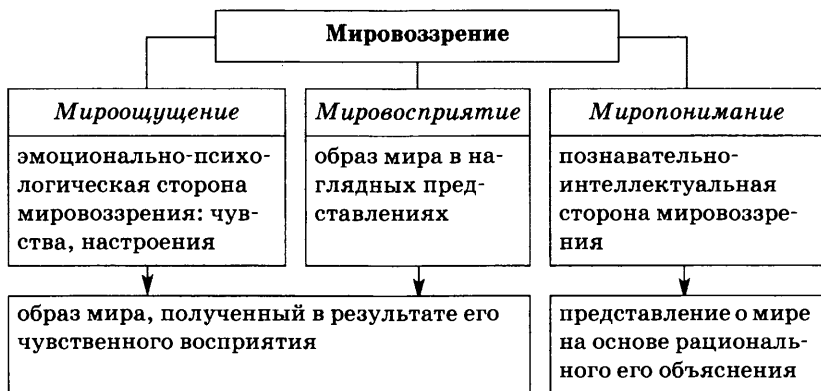 Мировоззрение
Мироощущение
эмоционально-психо-
логическая сторона
мировоззрения: чув-
ства, настроения
Мировосприятие
образ мира в на-
глядных пред-
ставлениях
Миропонимание
познавательно-
интеллектуальная
сторона мировоззре-
ния
образ мира, полученный в результате его
чувственного восприятия
представление о мире
на основе рациональ-
ного его объяснения